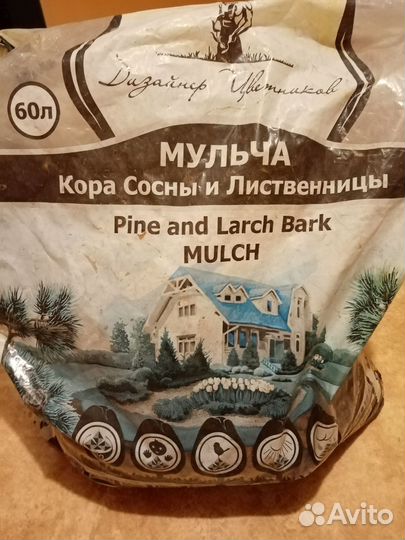 Дизайнер Цветников
60л
МУЛЬЧА
Кора Сосны и Лиственницы
Pine and Larch Bark
MULCH
Avito